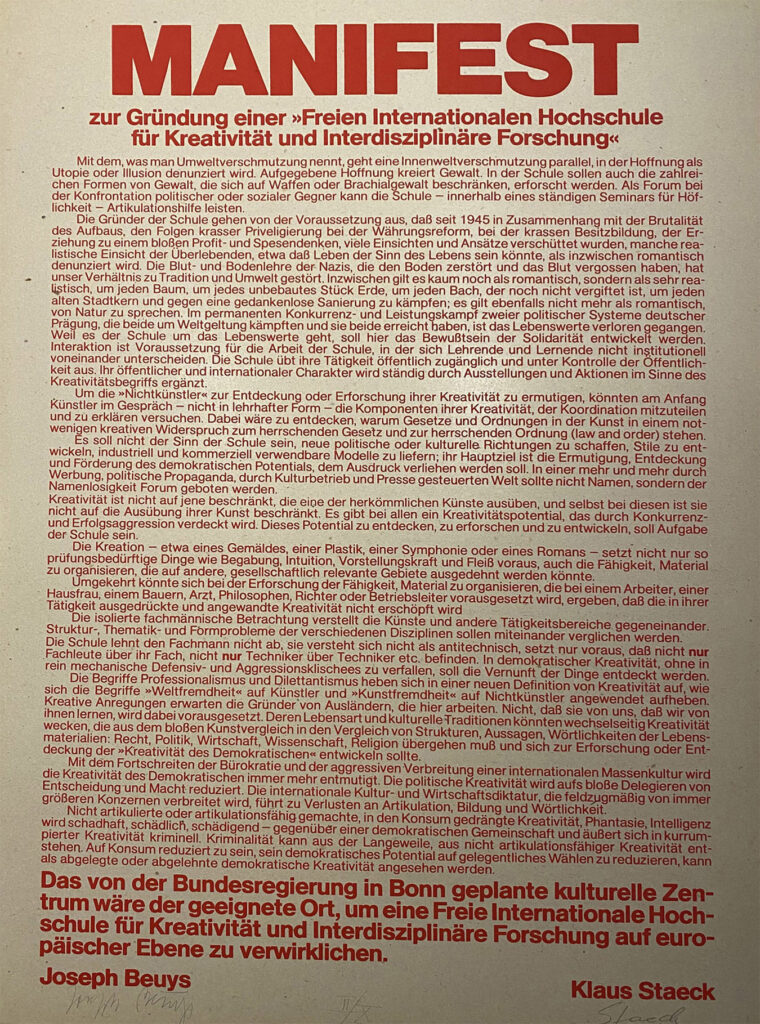 MANIFEST
zur Gründung einer »Freien Internationalen Hochschule
für Kreativität und Interdisziplinäre Forschung«
Mit dem, was man Umweltverschmutzung nennt, geht eine Innenweltverschmutzung parallel, in der Hoffnung als
Utopie oder Illusion denunziert wird. Aufgegebene Hoffnung kreiert Gewalt. In der Schule sollen auch die zahlrei-
chen Formen von Gewalt, die sich auf Waffen oder Brachialgewalt beschränken, erforscht werden. Als Forum bei
der Konfrontation politischer oder sozialer Gegner kann die Schule – innerhalb eines ständigen Seminars für Höf-
lichkeit – Artikulationshilfe leisten.
Die Gründer der Schule gehen von der Voraussetzung aus, daß seit 1945 in Zusammenhang mit der Brutalität
des Aufbaus, den Folgen krasser Priveligierung bei der Währungsreform, bei der krassen Besitzbildung, der Er-
ziehung zu einem bloßen Profit- und Spesendenken, viele Einsichten und Ansätze verschüttet wurden, manche rea-
listische Einsicht der Überlebenden, etwa daß Leben der Sinn des Lebens sein könnte, als inzwischen romantisch
denunziert wird. Die Blut- und Bodenlehre der Nazis, die den Boden zerstört und das Blut vergossen haben, hat
unser Verhältnis zu Tradition und Umwelt gestört. Inzwischen gilt es kaum noch als romantisch, sondern als sehr rea-
listisch, um jeden Baum, um jedes unbebautes Stück Erde, um jeden Bach, der noch nicht vergiftet ist, um jeden
alten Stadtkern und gegen eine gedankenlose Sanierung zu kämpfen; es gilt ebenfalls nicht mehr als romantisch,
von Natur zu sprechen. Im permanenten Konkurrenz- und Leistungskampf zweier politischer Systeme deutscher
Prägung, die beide um Weltgeltung kämpften und sie beide erreicht haben, ist das Lebenswerte verloren gegangen.
Weil es der Schule um das Lebenswerte geht, soll hier das Bewußtsein der Solidarität entwickelt werden.
Interaktion ist Voraussetzung für die Arbeit der Schule, in der sich Lehrende und Lernende nicht institutionell
voneinander unterscheiden. Die Schule übt ihre Tätigkeit öffentlich zugänglich und unter Kontrolle der Öffentlich-
keit aus. Ihr öffentlicher und internationaler Charakter wird ständig durch Ausstellungen und Aktionen im Sinne des
Kreativitätsbegriffs ergänzt.
Um die »Nichtkünstler« zur Entdeckung oder Erforschung ihrer Kreativität zu ermutigen, könnten am Anfang
Künstler im Gespräch – nicht in lehrhafter Form – die Komponenten ihrer Kreativität, der Koordination mitzuteilen
und zu erklären versuchen. Dabei wäre zu entdecken, warum Gesetze und Ordnungen in der Kunst in einem not-
wenigen kreativen Widerspruch zum herrschenden Gesetz und zur herrschenden Ordnung (law and order) stehen.
Es soll nicht der Sinn der Schule sein, neue politische oder kulturelle Richtungen zu schaffen, Stile zu ent-
wickeln, industriell und kommerziell verwendbare Modelle zu liefern; ihr Hauptziel ist die Ermutigung, Entdeckung
und Förderung des demokratischen Potentials, dem Ausdruck verliehen werden soll. In einer mehr und mehr durch
Werbung, politische Propaganda, durch Kulturbetrieb und Presse gesteuerten Welt sollte nicht Namen, sondern der
Namenlosigkeit Forum geboten werden.
Kreativität ist nicht auf jene beschränkt, die eine der herkömmlichen Künste ausüben, und selbst bei diesen ist sie
nicht auf die Ausübung ihrer Kunst beschränkt. Es gibt bei allen ein Kreativitätspotential, das durch Konkurrenz-
und Erfolgsaggression verdeckt wird. Dieses Potential zu entdecken, zu erforschen und zu entwickeln, soll Aufgabe
der Schule sein.
Die Kreation – etwa eines Gemäldes, einer Plastik, einer Symphonie oder eines Romans – setzt nicht nur so
prüfungsbedürftige Dinge wie Begabung, Intuition, Vorstellungskraft und Fleiß voraus, auch die Fähigkeit, Material
zu organisieren, die auf andere, gesellschaftlich relevante Gebiete ausgedehnt werden könnte.
Umgekehrt könnte sich bei der Erforschung der Fähigkeit, Material zu organisieren, die bei einem Arbeiter, einer
Hausfrau, einem Bauern, Arzt, Philosophen, Richter oder Betriebsleiter vorausgesetzt wird, ergeben, daß die in ihrer
Tätigkeit ausgedrückte und angewandte Kreativität nicht erschöpft wird
Die isolierte fachmännische Betrachtung verstellt die Künste und andere Tätigkeitsbereiche gegeneinander.
Struktur-, Thematik- und Formprobleme der verschiedenen Disziplinen sollen miteinander verglichen werden.
Die Schule lehnt den Fachmann nicht ab, sie versteht sich nicht als antitechnisch, setzt nur voraus, daß nicht nur
Fachleute über ihr Fach, nicht nur Techniker über Techniker etc. befinden. In demokratischer Kreativität, ohne in
rein mechanische Defensiv- und Aggressionsklischees zu verfallen, soll die Vernunft der Dinge entdeckt werden.
Die Begriffe Professionalismus und Dilettantismus heben sich in einer neuen Definition von Kreativität auf, wie
sich die Begriffe »Weltfremdheit« auf Künstler und »Kunstfremdheit« auf Nichtkünstler angewendet aufheben.
Kreative Anregungen erwarten die Gründer von Ausländern, die hier arbeiten. Nicht, daß sie von uns, daß wir von
ihnen lernen, wird dabei vorausgesetzt. Deren Lebensart und kulturelle Traditionen könnten wechselseitig Kreativität
wecken, die aus dem bloßen Kunstvergleich in den Vergleich von Strukturen, Aussagen, Wörtlichkeiten der Lebens-
materialien: Recht, Politik, Wirtschaft, Wissenschaft, Religion übergehen muß und sich zur Erforschung oder Ent-
deckung der »Kreativität des Demokratischen« entwickeln sollte.
Mit dem Fortschreiten der Bürokratie und der aggressiven Verbreitung einer internationalen Massenkultur wird
die Kreativität des Demokratischen immer mehr entmutigt. Die politische Kreativität wird aufs bloße Delegieren von
Entscheidung und Macht reduziert. Die internationale Kultur- und Wirtschaftsdiktatur, die feldzugmäßig von immer
größeren Konzernen verbreitet wird, führt zu Verlusten an Artikulation, Bildung und Wörtlichkeit.
Nicht artikulierte oder artikulationsfähig gemachte, in den Konsum gedrängte Kreativität, Phantasie, Intelligenz
wird schadhaft, schädlich, schädigend – gegenüber einer demokratischen Gemeinschaft und äußert sich in kurrum-
pierter Kreativität kriminell. Kriminalität kann aus der Langeweile, aus nicht artikulationsfähiger Kreativität ent-
stehen. Auf Konsum reduziert zu sein, sein demokratisches Potential auf gelegentliches Wählen zu reduzieren, kann
als abgelegte oder abgelehnte demokratische Kreativität angesehen werden.
Das von der Bundesregierung in Bonn geplante kulturelle Zen-
trum wäre der geeignete Ort, um eine Freie Internationale Hoch-
schule für Kreativität und Interdisziplinäre Forschung auf euro-
päischer Ebene zu verwirklichen.
Joseph Beuys
Klaus Staeck
Staeck